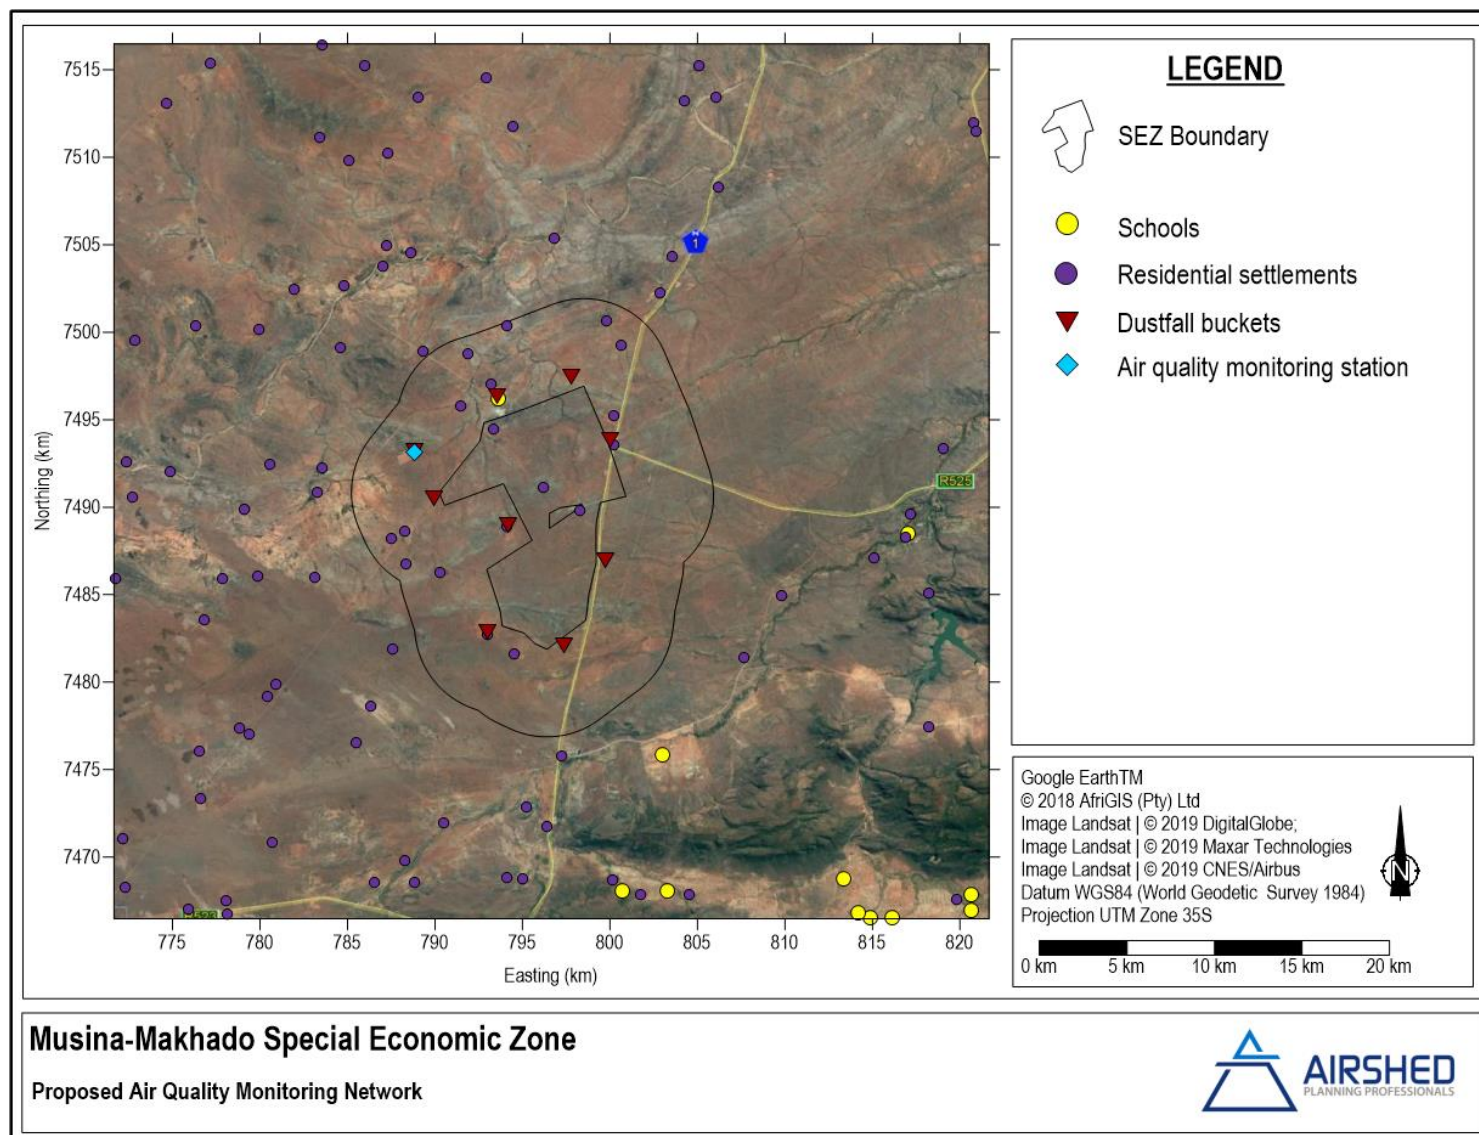 7515
7510
7505
7500
7495
7490
7485
7480
7475
7470
Northing (km)
775
780
785
790
795
800
805
810
815
820
Easting (km)
N
1
R525
LEGEND
SEZ Boundary
Schools
Residential settlements
Dustfall buckets
Air quality monitoring station
Google EarthTM
© 2018 AfriGIS (Pty) Ltd
Image Landsat | © 2019 DigitalGlobe;
Image Landsat | © 2019 Maxar Technologies
Image Landsat | © 2019 CNES/Airbus
Datum WGS84 (World Geodetic Survey 1984)
Projection UTM Zone 35S
N
0 km 5 km 10 km 15 km 20 km
Musina-Makhado Special Economic Zone
Proposed Air Quality Monitoring Network
AIRSHED
PLANNING PROFESSIONALS